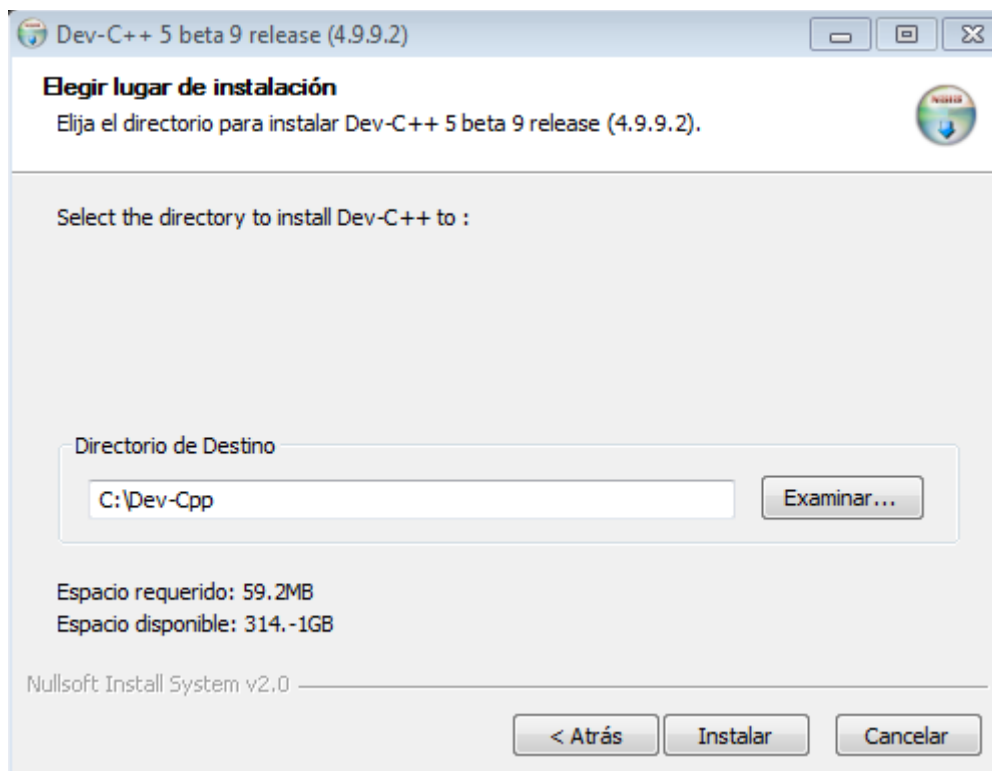 Dev-C++ 5 beta 9 release (4.9.9.2)
Elegir lugar de instalación
Elija el directorio para instalar Dev-C++ 5 beta 9 release (4.9.9.2).
Select the directory to install Dev-C++ to :
Directorio de Destino
C:\Dev-Cpp
Examinar...
Espacio requerido: 59.2MB
Espacio disponible: 314.-1GB
Nullsoft Install System v2.0
< Atrás
Instalar
Cancelar